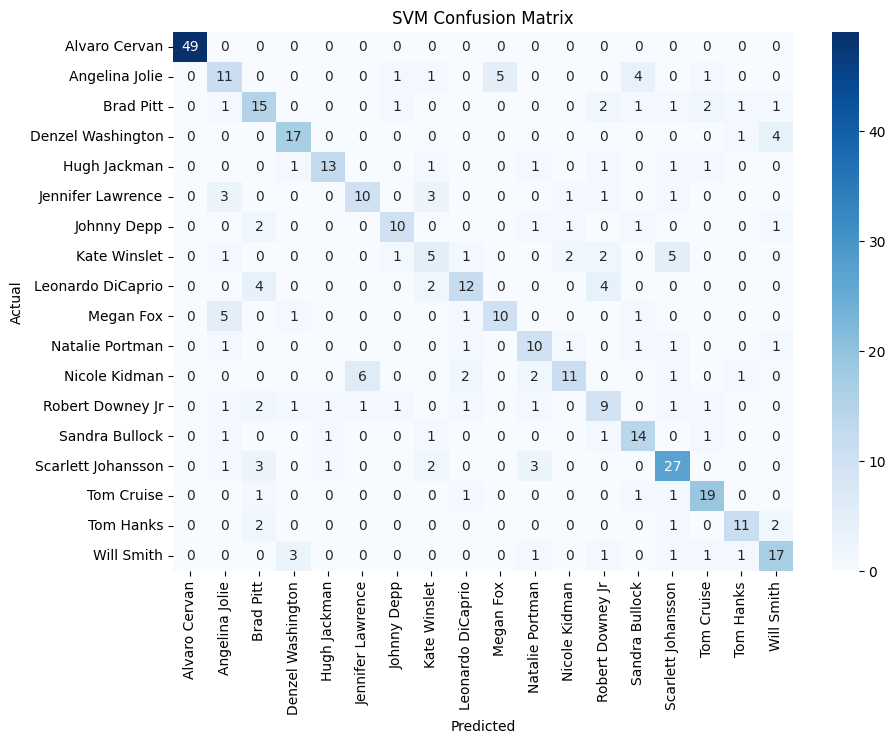 SVM Confusion Matrix
Actual
Alvaro Cervan 49 0 0 0 0 0 0 0 0 0 0 0 0 0 0 0 0 0
Angelina Jolie 0 11 0 0 0 0 1 1 0 5 0 0 0 4 0 1 0 0
Brad Pitt 0 1 15 0 0 0 1 0 0 0 0 0 2 1 1 2 1 1
Denzel Washington 0 0 0 17 0 0 0 0 0 0 0 0 0 0 0 0 1 4
Hugh Jackman 0 0 0 1 13 0 0 1 0 0 1 0 1 0 1 1 0 0
Jennifer Lawrence 0 3 0 0 0 10 0 3 0 0 0 1 1 0 1 0 0 0
Johnny Depp 0 0 2 0 0 0 10 0 0 0 1 1 0 1 0 0 0 1
Kate Winslet 0 1 0 0 0 0 1 5 1 0 0 2 2 0 5 0 0 0
Leonardo DiCaprio 0 0 4 0 0 0 0 2 12 0 0 0 4 0 0 0 0 0
Megan Fox 0 5 0 1 0 0 0 0 1 10 0 0 0 1 0 0 0 0
Natalie Portman 0 1 0 0 0 0 0 0 1 0 10 1 0 1 1 0 0 1
Nicole Kidman 0 0 0 0 0 6 0 0 2 0 2 11 0 0 1 0 1 0
Robert Downey Jr 0 1 2 1 1 1 1 0 1 0 1 0 9 0 1 1 0 0
Sandra Bullock 0 1 0 0 1 0 0 1 0 0 0 0 1 14 0 1 0 0
Scarlett Johansson 0 1 3 0 1 0 0 2 0 0 3 0 0 0 27 0 0 0
Tom Cruise 0 0 1 0 0 0 0 0 1 0 0 0 0 1 1 19 0 0
Tom Hanks 0 0 2 0 0 0 0 0 0 0 0 0 0 0 1 0 11 2
Will Smith 0 0 0 3 0 0 0 0 0 0 1 0 1 0 1 1 1 17
Alvaro Cervan
Angelina Jolie
Brad Pitt
Denzel Washington
Hugh Jackman
Jennifer Lawrence
Johnny Depp
Kate Winslet
Leonardo DiCaprio
Megan Fox
Natalie Portman
Nicole Kidman
Robert Downey Jr
Sandra Bullock
Scarlett Johansson
Tom Cruise
Tom Hanks
Will Smith
Predicted
40
30
20
10
0